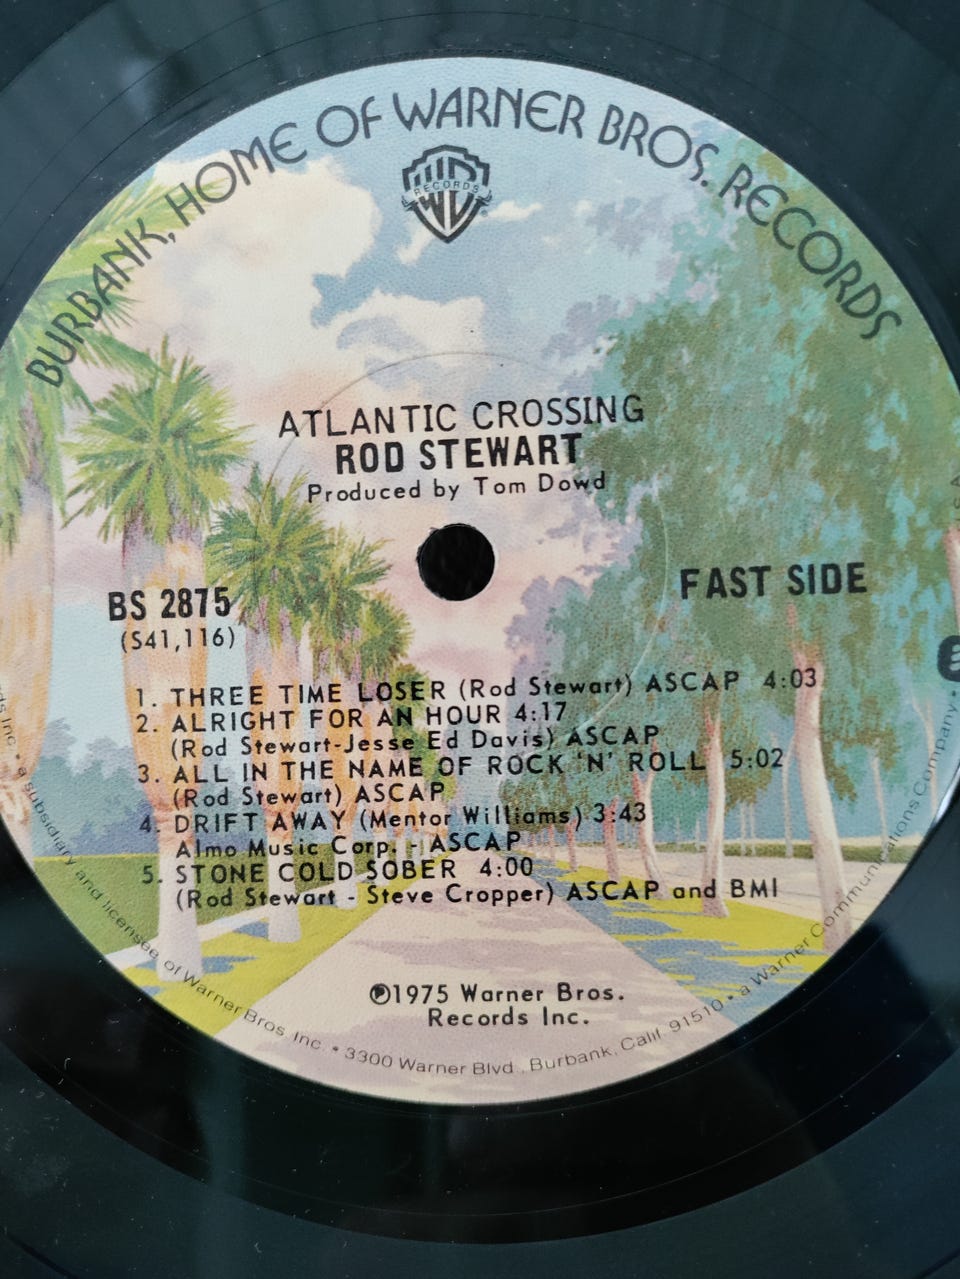 BURBANK, HOME OF WARNER BROS. RECORDS
RECORDS
ATLANTIC CROSSING
ROD STEWART
Produced by Tom Dowd
BS 2875
(S41,116)
FAST SIDE
1. THREE TIME LOSER (Rod Stewart) ASCAP 4:03
2. ALRIGHT FOR AN HOUR 4:17
(Rod Stewart-Jesse Ed Davis) ASCAP
3. ALL IN THE NAME OF ROCK 'N' ROLL 5:02
(Rod Stewart) ASCAP
4. DRIFT AWAY (Mentor Williams) 3:43
Almo Music Corp. - ASCAP
5. STONE COLD SOBER 4:00
(Rod Stewart - Steve Cropper) ASCAP and BMI
℗1975 Warner Bros.
Records Inc.
Inc. • a subsidiary and licensee of Warner Bros. Inc. • 3300 Warner Blvd., Burbank, Calif. 91510 • a Warner Communications Company •